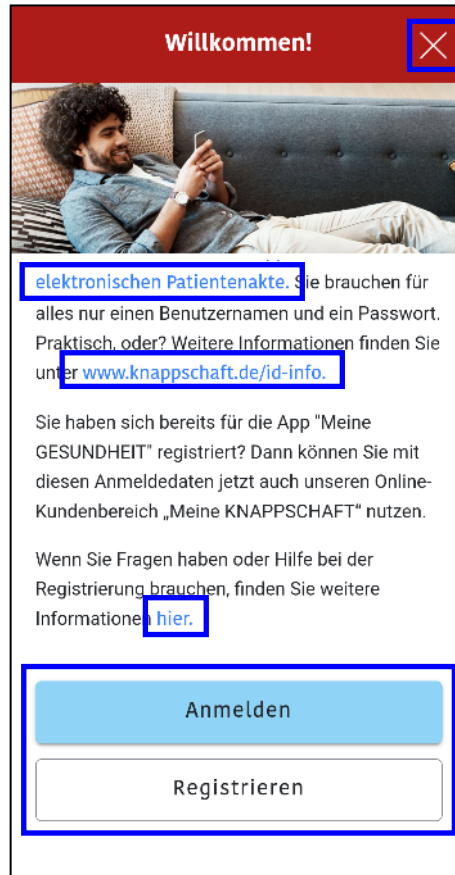 Willkommen!
elektronischen Patientenakte. Sie brauchen für
alles nur einen Benutzernamen und ein Passwort.
Praktisch, oder? Weitere Informationen finden Sie
unter www.knappschaft.de/id-info.
Sie haben sich bereits für die App "Meine
GESUNDHEIT" registriert? Dann können Sie mit
diesen Anmeldedaten jetzt auch unseren Online-
Kundenbereich „Meine KNAPPSCHAFT“ nutzen.
Wenn Sie Fragen haben oder Hilfe bei der
Registrierung brauchen, finden Sie weitere
Informationen hier.
Anmelden
Registrieren